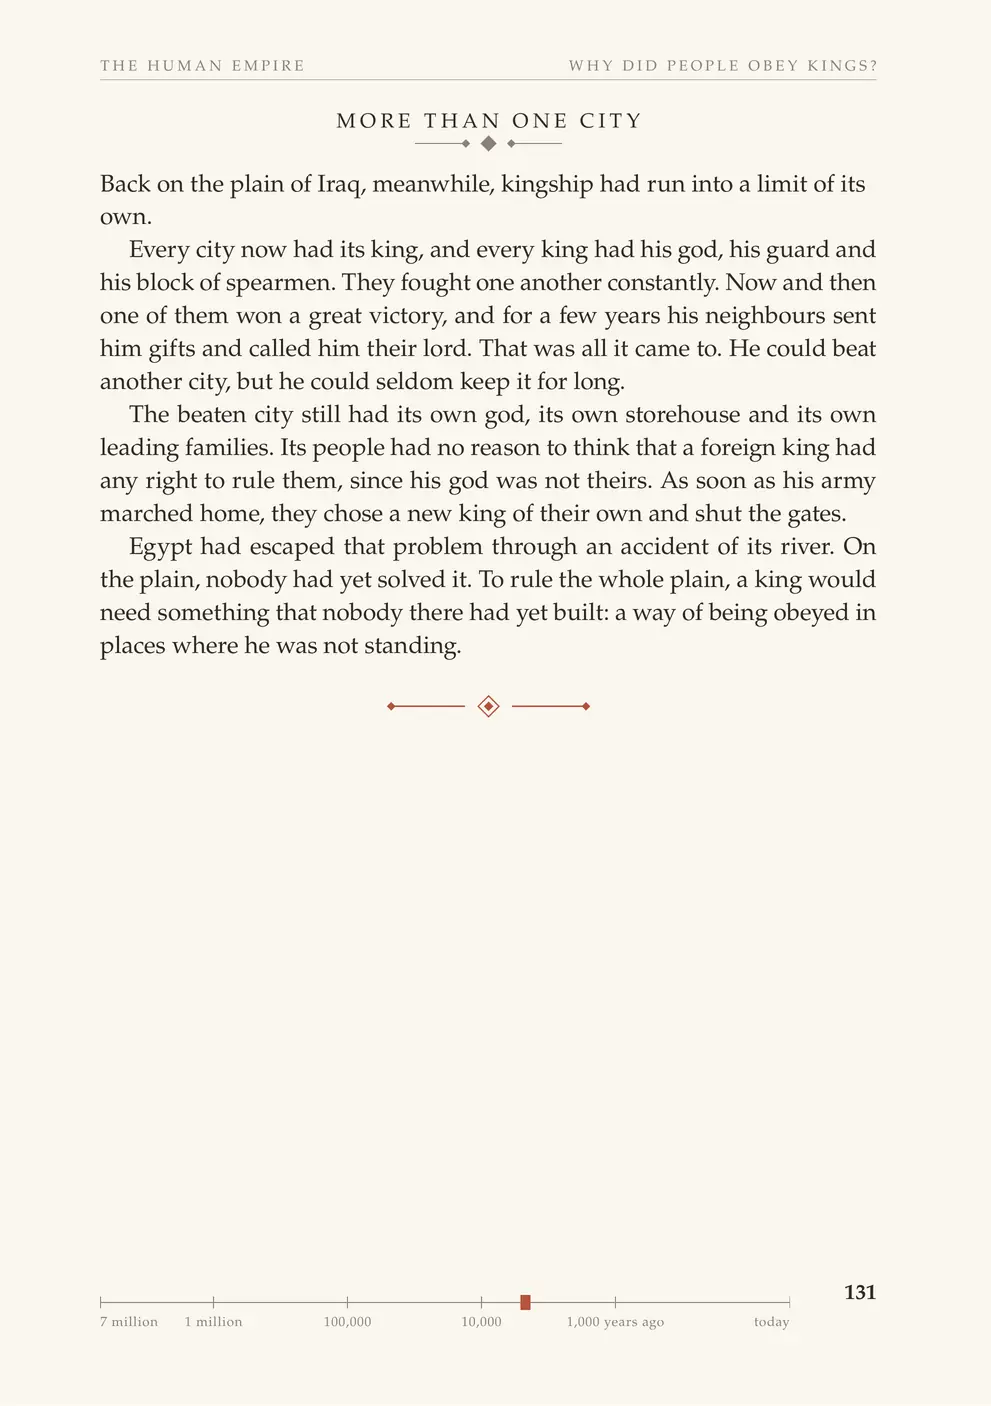 THE HUMAN EMPIRE
WHY DID PEOPLE OBEY KINGS?
MORE THAN ONE CITY
Back on the plain of Iraq, meanwhile, kingship had run into a limit of its
own.
Every city now had its king, and every king had his god, his guard and
his block of spearmen. They fought one another constantly. Now and then
one of them won a great victory, and for a few years his neighbours sent
him gifts and called him their lord. That was all it came to. He could beat
another city, but he could seldom keep it for long.
The beaten city still had its own god, its own storehouse and its own
leading families. Its people had no reason to think that a foreign king had
any right to rule them, since his god was not theirs. As soon as his army
marched home, they chose a new king of their own and shut the gates.
Egypt had escaped that problem through an accident of its river. On
the plain, nobody had yet solved it. To rule the whole plain, a king would
need something that nobody there had yet built: a way of being obeyed in
places where he was not standing.
131
7 million 1 million 100,000 10,000 1,000 years ago today